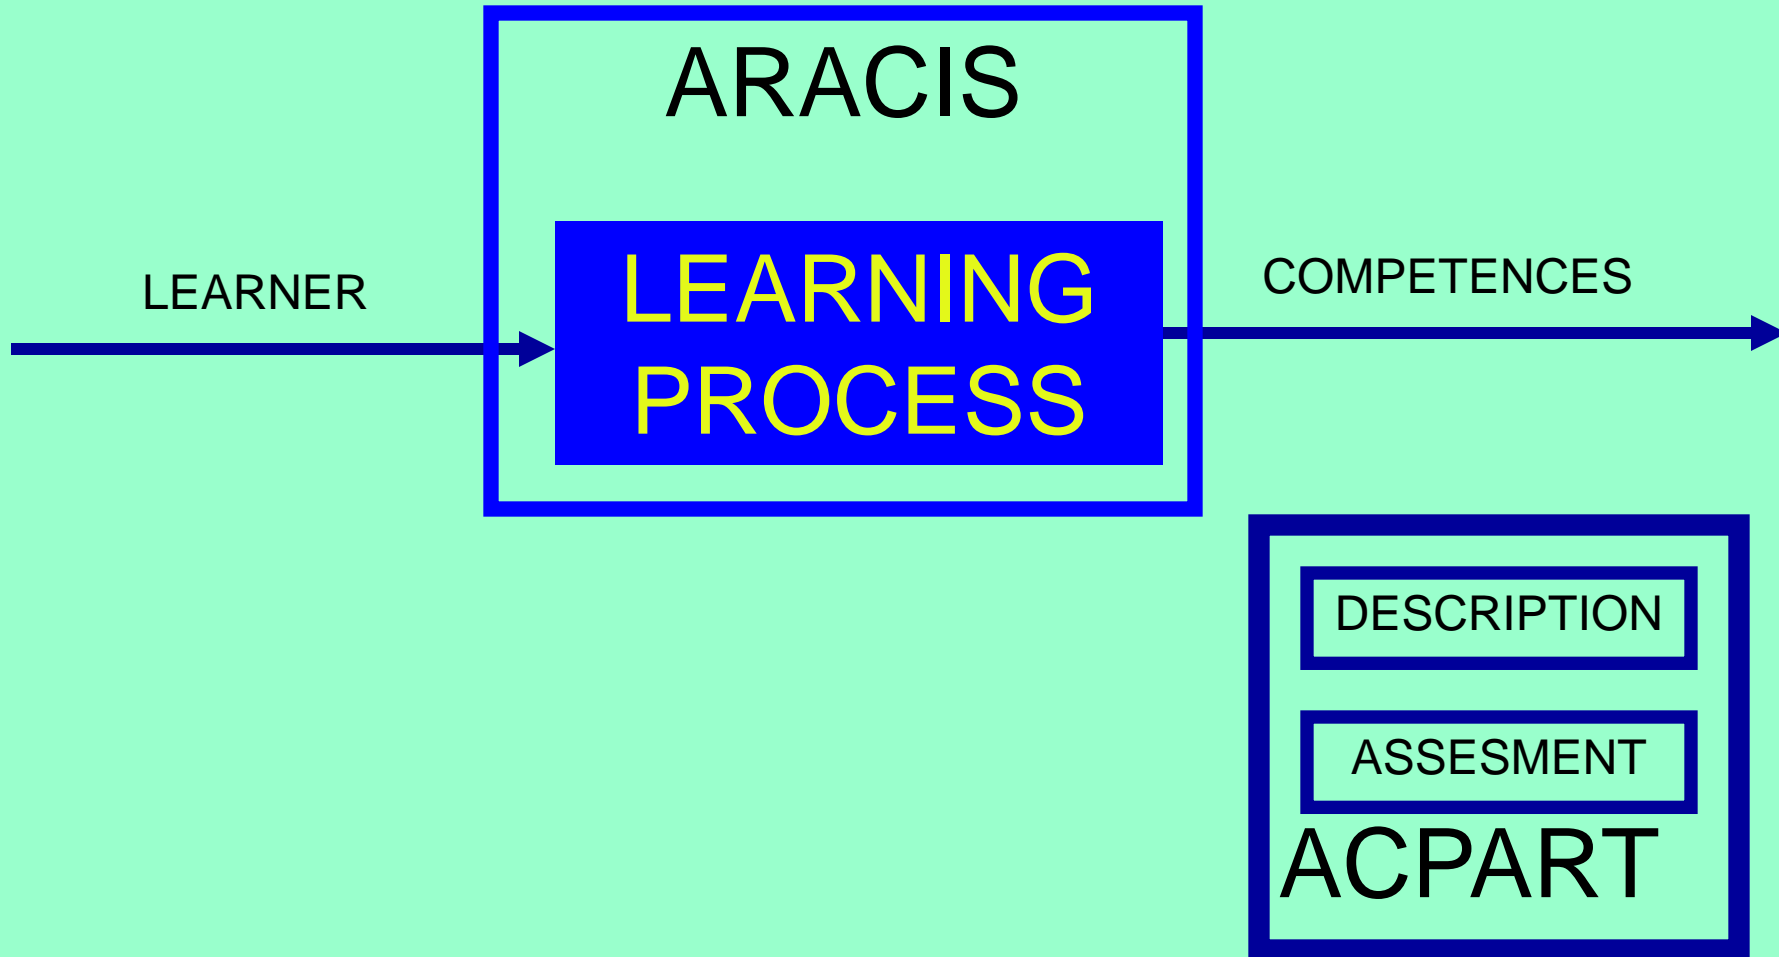 ARACIS
LEARNER
LEARNING
PROCESS
COMPETENCES
DESCRIPTION
ASSESMENT
ACPART